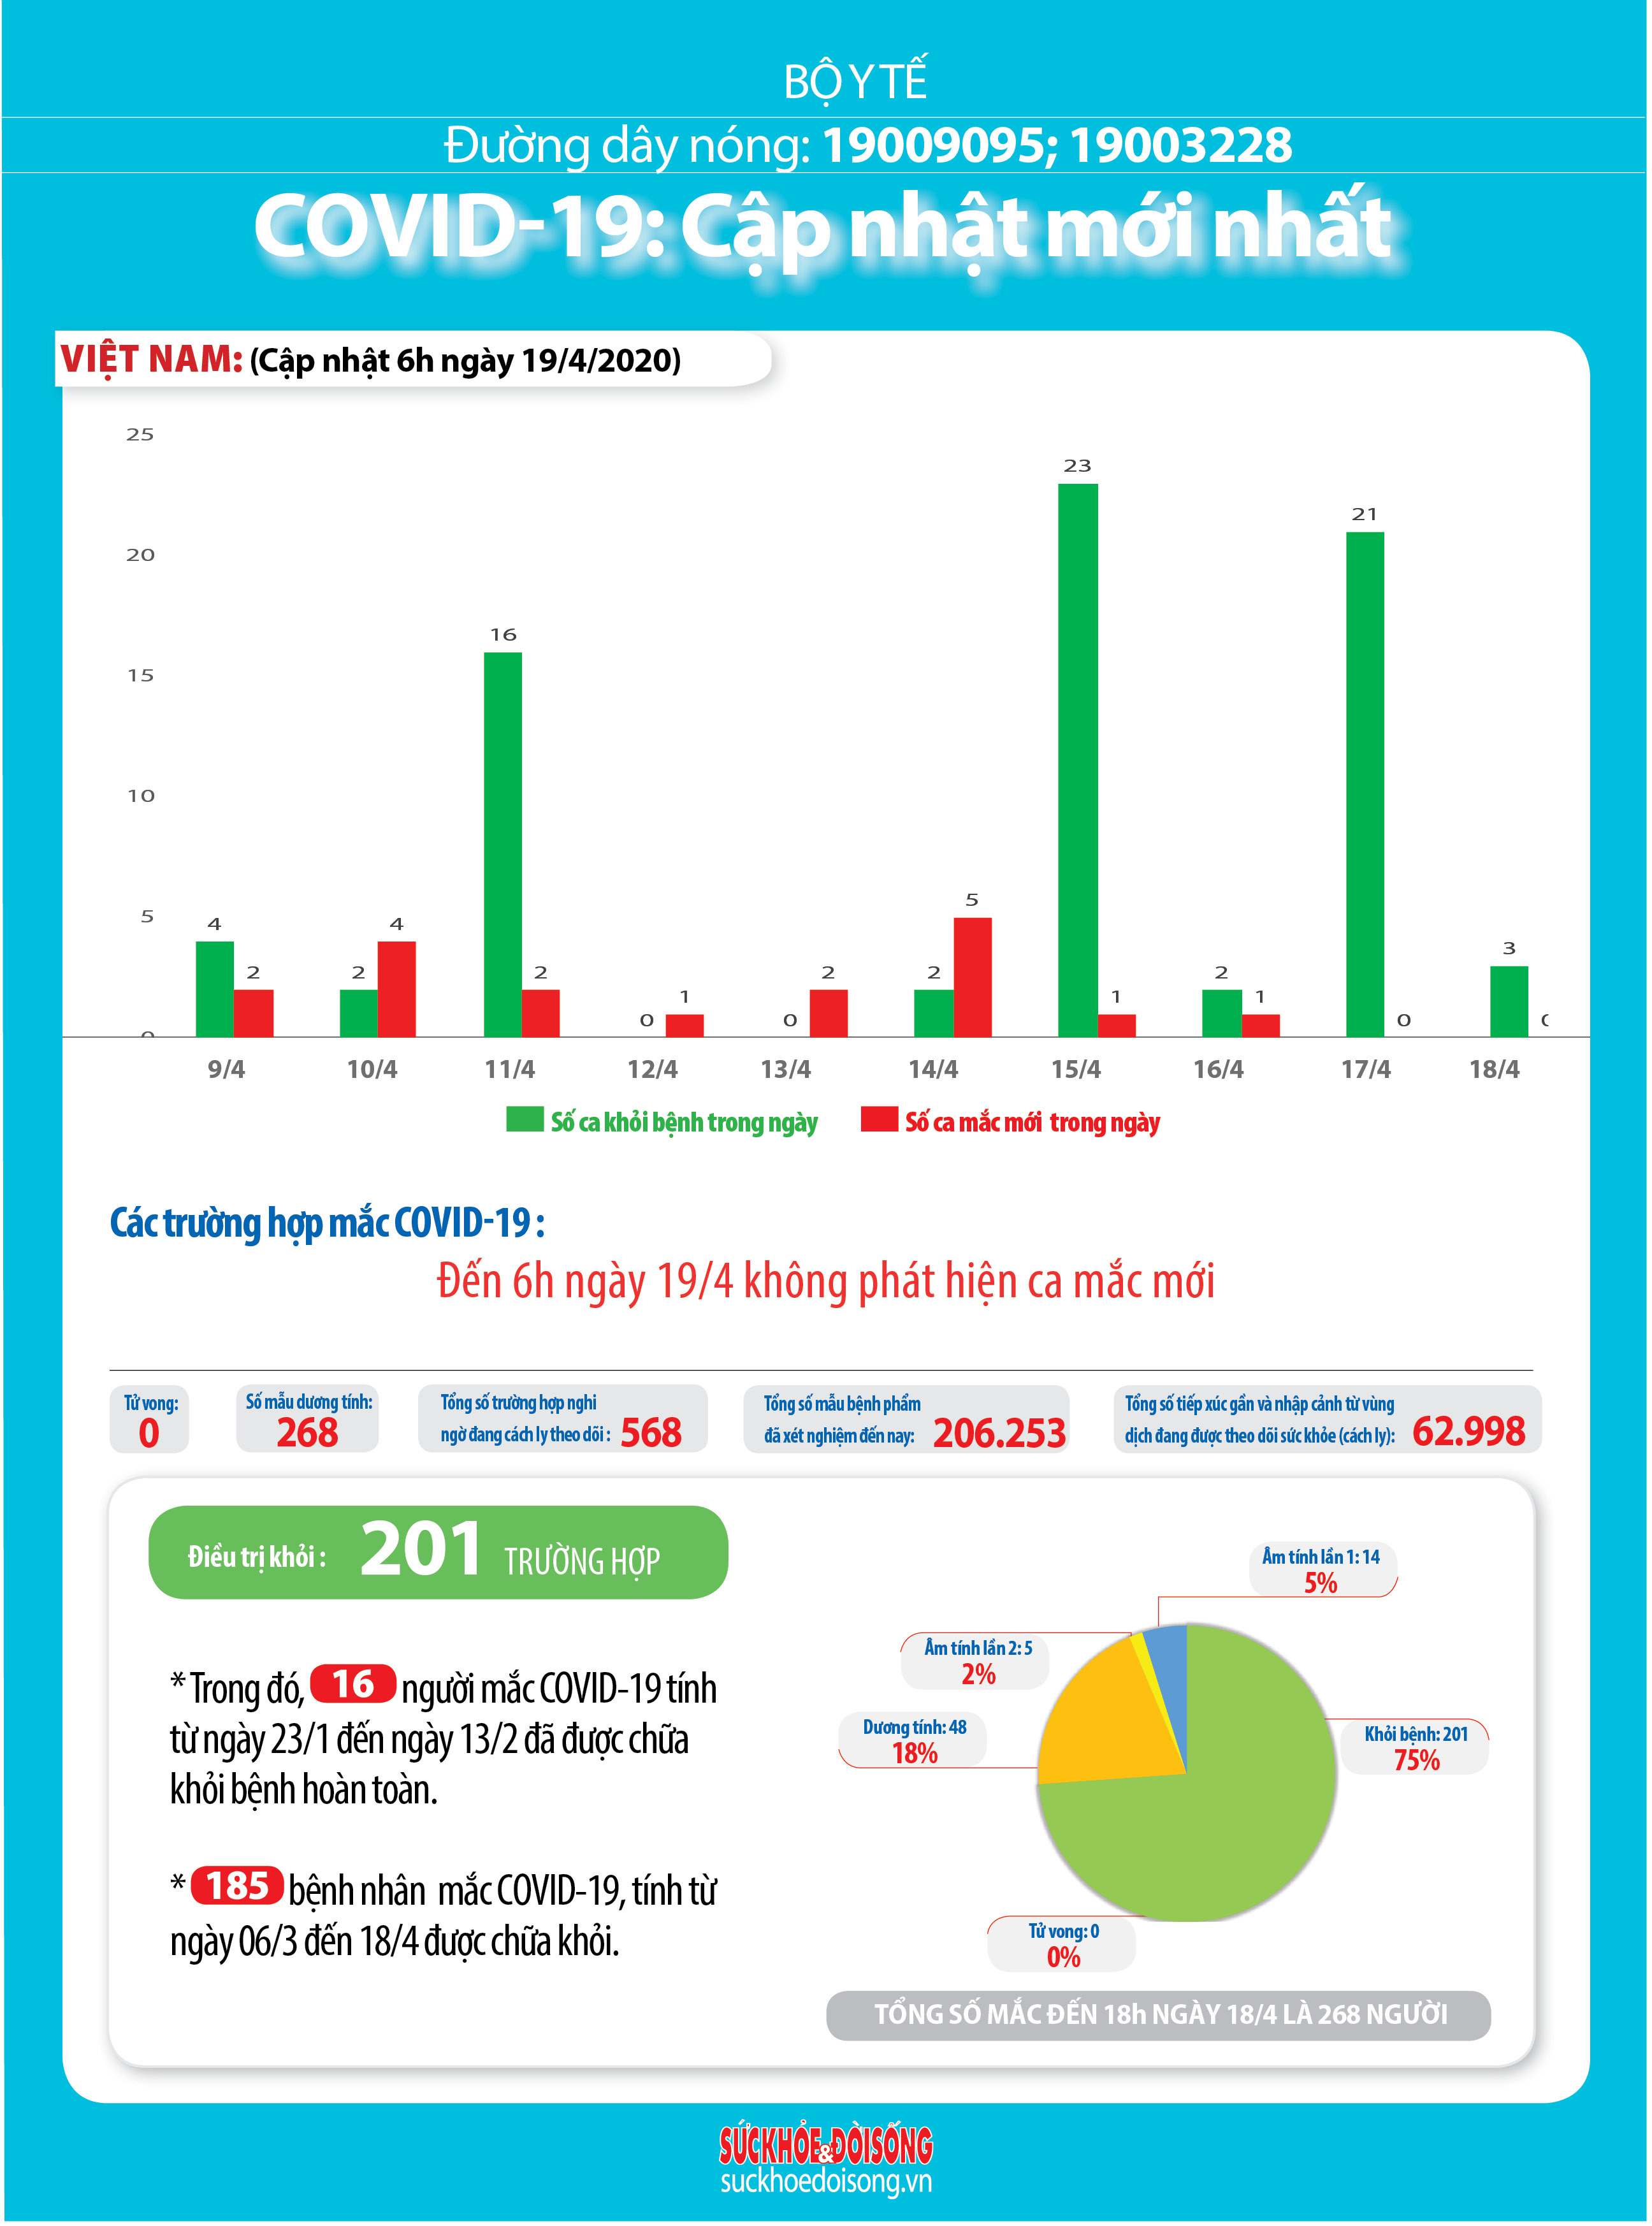 BỘ Y TẾ
Đường dây nóng: 19009095; 19003228
COVID-19: Cập nhật mới nhất
VIỆT NAM: (Cập nhật 6h ngày 19/4/2020)
25
20
15
10
5
0
4 2 2 4 16 2 0 1 0 2 2 5 23 1 2 1 21 0 3 0
9/4 10/4 11/4 12/4 13/4 14/4 15/4 16/4 17/4 18/4
Số ca khỏi bệnh trong ngày Số ca mắc mới trong ngày
Các trường hợp mắc COVID-19 :
Đến 6h ngày 19/4 không phát hiện ca mắc mới
Tử vong:
0
Số mẫu dương tính:
268
Tổng số trường hợp nghi
ngờ đang cách ly theo dõi : 568
Tổng số mẫu bệnh phẩm
đã xét nghiệm đến nay: 206.253
Tổng số tiếp xúc gần và nhập cảnh từ vùng
dịch đang được theo dõi sức khỏe (cách ly): 62.998
Điều trị khỏi : 201 TRƯỜNG HỢP
* Trong đó, 16 người mắc COVID-19 tính
từ ngày 23/1 đến ngày 13/2 đã được chữa
khỏi bệnh hoàn toàn.
* 185 bệnh nhân mắc COVID-19, tính từ
ngày 06/3 đến 18/4 được chữa khỏi.
Âm tính lần 1: 14
5%
Âm tính lần 2: 5
2%
Dương tính: 48
18%
Khỏi bệnh: 201
75%
Tử vong: 0
0%
TỔNG SỐ MẮC ĐẾN 18h NGÀY 18/4 LÀ 268 NGƯỜI
SỨC KHỎE & ĐỜI SỐNG
suckhoedoisong.vn